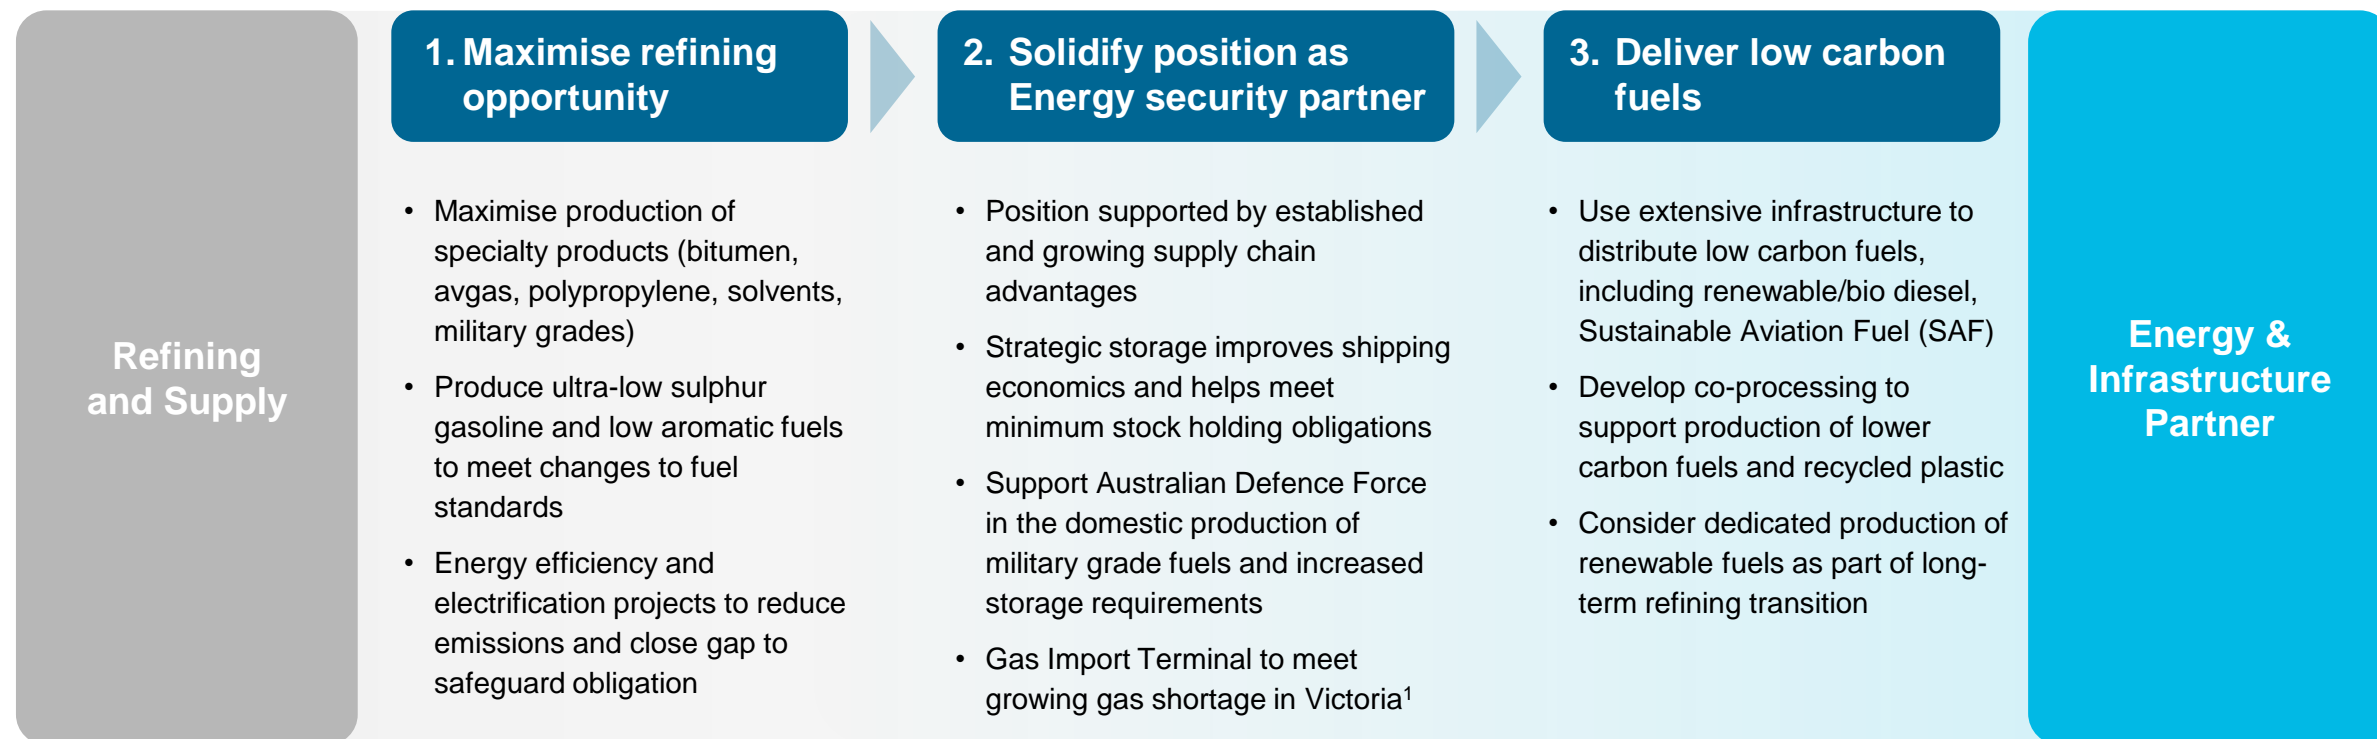 Refining
and Supply
1. Maximise refining
opportunity
• Maximise production of
specialty products (bitumen,
avgas, polypropylene, solvents,
military grades)
• Produce ultra-low sulphur
gasoline and low aromatic fuels
to meet changes to fuel
standards
• Energy efficiency and
electrification projects to reduce
emissions and close gap to
safeguard obligation
2. Solidify position as
Energy security partner
• Position supported by established
and growing supply chain
advantages
• Strategic storage improves shipping
economics and helps meet
minimum stock holding obligations
• Support Australian Defence Force
in the domestic production of
military grade fuels and increased
storage requirements
• Gas Import Terminal to meet
growing gas shortage in Victoria¹
3. Deliver low carbon
fuels
• Use extensive infrastructure to
distribute low carbon fuels,
including renewable/bio diesel,
Sustainable Aviation Fuel (SAF)
• Develop co-processing to
support production of lower
carbon fuels and recycled plastic
• Consider dedicated production of
renewable fuels as part of long-
term refining transition
Energy &
Infrastructure
Partner